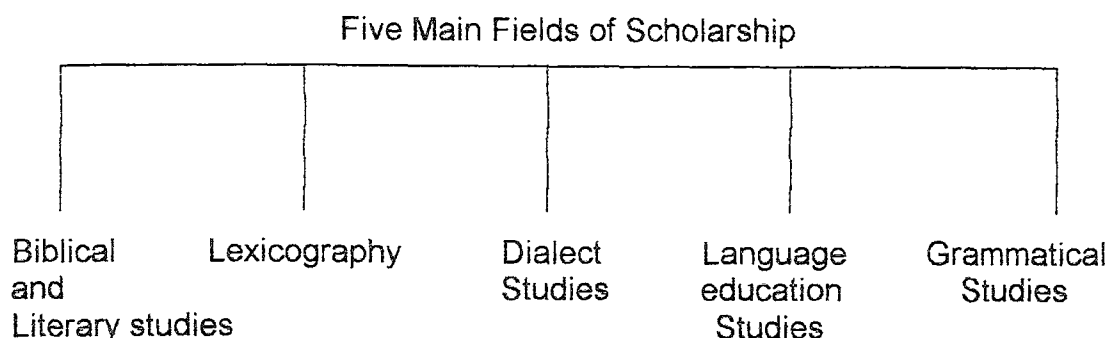 Five Main Fields of Scholarship
Biblical
and
Literary studies
Lexicography
Dialect
Studies
Language
education
Studies
Grammatical
Studies